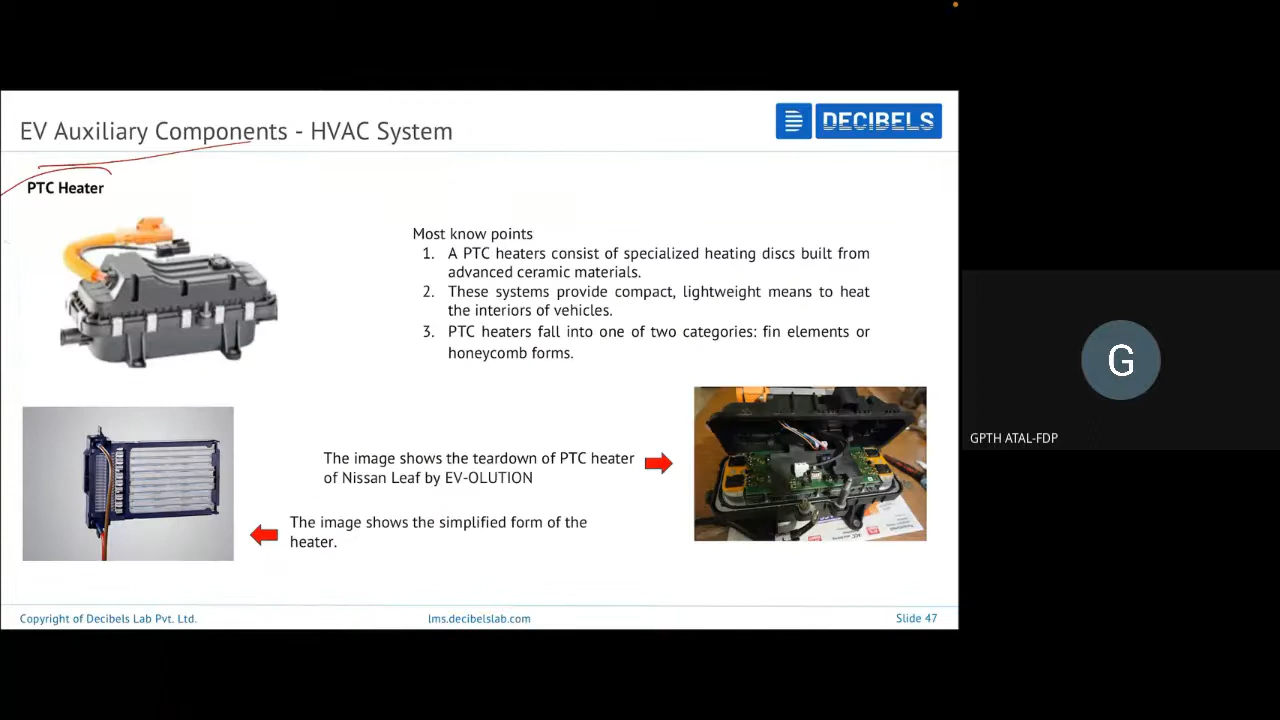 EV Auxiliary Components - HVAC System
DECIBELS
PTC Heater
Most know points
1. A PTC heaters consist of specialized heating discs built from
advanced ceramic materials.
2. These systems provide compact, lightweight means to heat
the interiors of vehicles.
3. PTC heaters fall into one of two categories: fin elements or
honeycomb forms.
The image shows the teardown of PTC heater
of Nissan Leaf by EV-OLUTION
The image shows the simplified form of the
heater.
Copyright of Decibels Lab Pvt. Ltd.
lms.decibelslab.com
Slide 47
G
GPTH ATAL-FDP